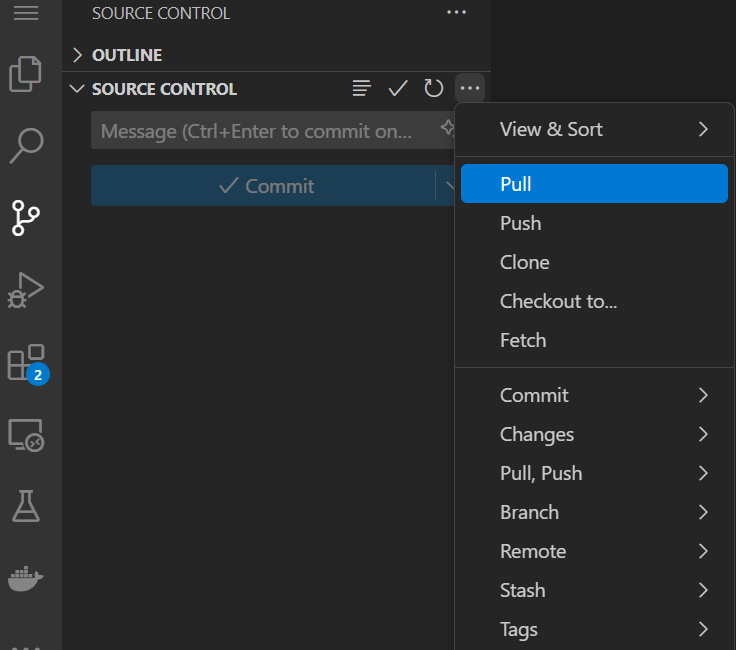 SOURCE CONTROL
OUTLINE
SOURCE CONTROL
Message (Ctrl+Enter to commit on...
Commit
View & Sort
Pull
Push
Clone
Checkout to...
Fetch
2
Commit
Changes
Pull, Push
Branch
Remote
Stash
Tags